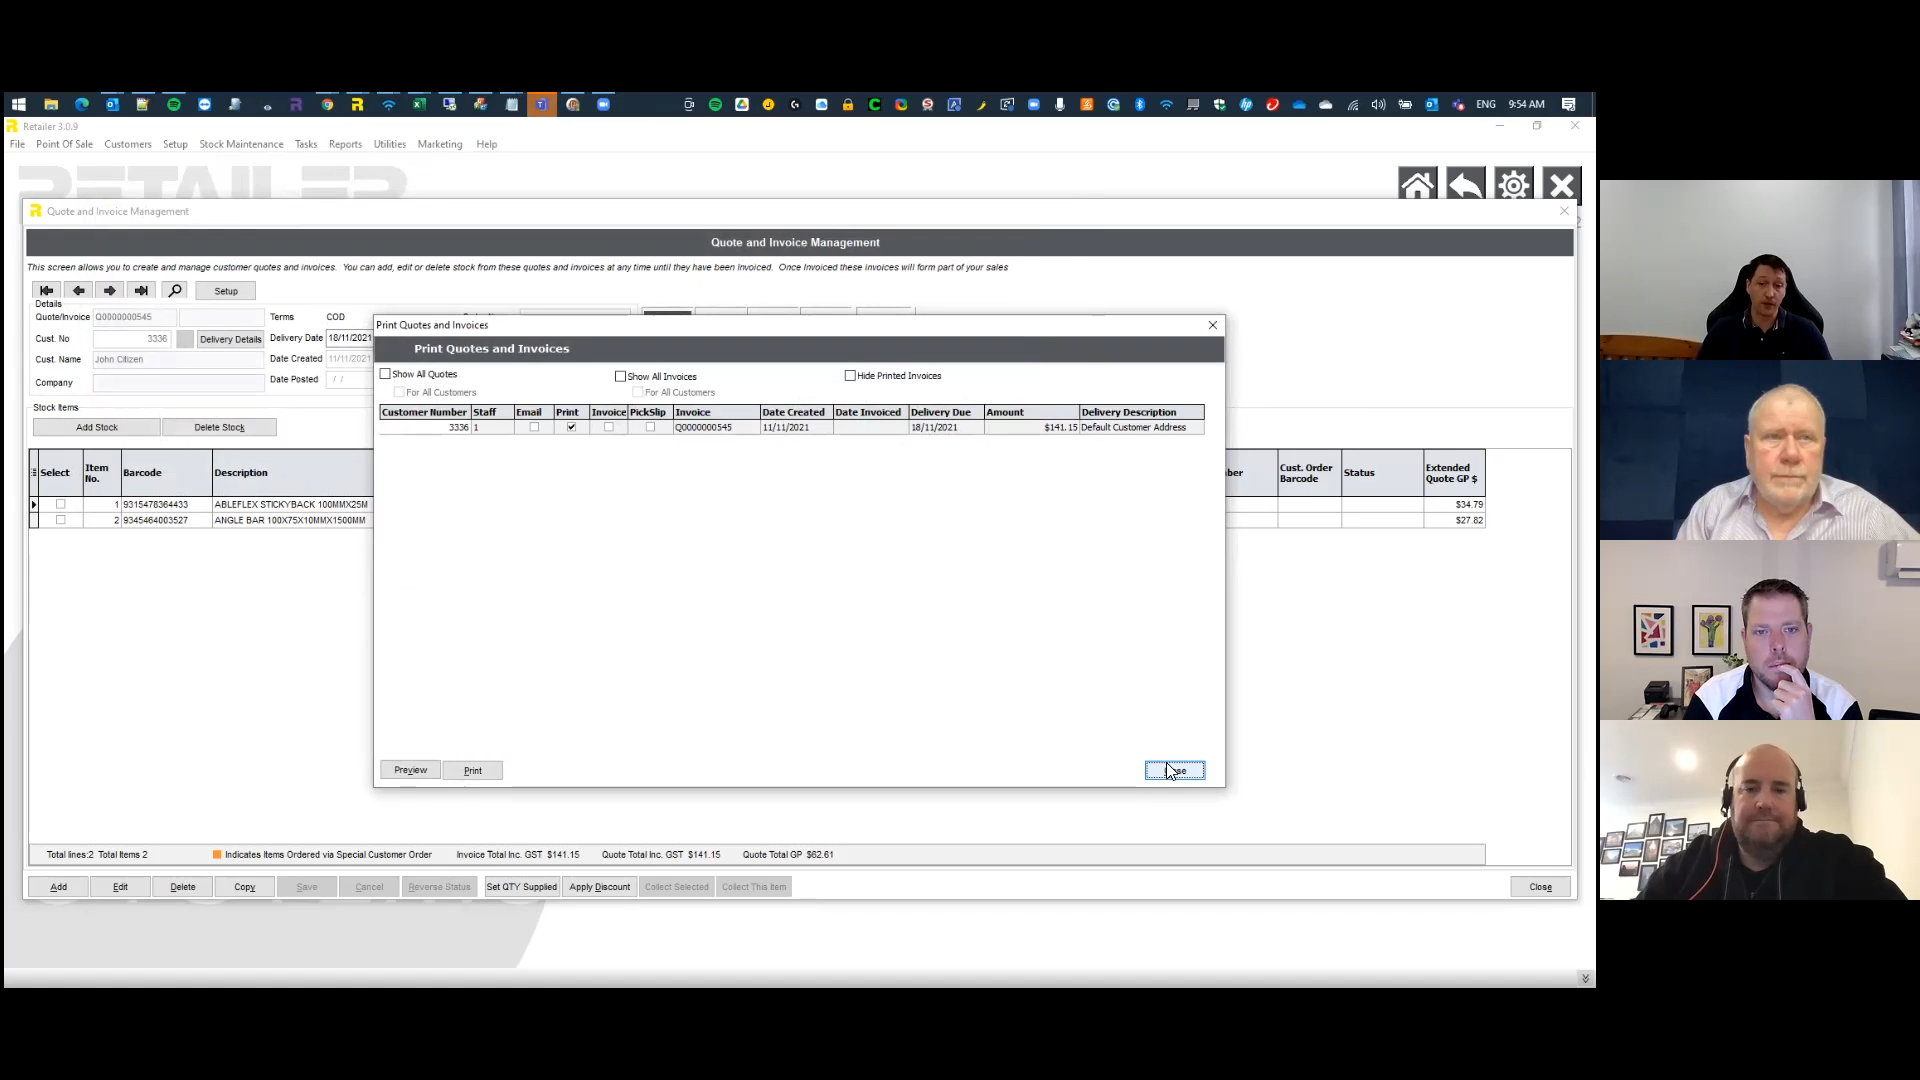 ENG 9:54 AM
Retailer 3.0.9
File Point Of Sale Customers Setup Stock Maintenance Tasks Reports Utilities Marketing Help
Quote and Invoice Management
Quote and Invoice Management
This screen allows you to create and manage customer quotes and invoices. You can add, edit or delete stock from these quotes and invoices at any time until they have been Invoiced. Once Invoiced these invoices will form part of your sales
Setup
Details
Quote/Invoice Q0000000545 Terms COD
Cust. No 3336 Delivery Details Delivery Date 18/11/2021
Cust. Name John Citizen Date Created 11/11/2021
Company Date Posted / /
Stock Items
Add Stock Delete Stock
Select Item No. Barcode Description
1 9315478364433 ABLEFLEX STICKYBACK 100MMX25M
2 9345464003527 ANGLE BAR 100X75X10MMX1500MM
Print Quotes and Invoices
Print Quotes and Invoices
Show All Quotes Show All Invoices Hide Printed Invoices
For All Customers For All Customers
Customer Number Staff Email Print Invoice PickSlip Invoice Date Created Date Invoiced Delivery Due Amount Delivery Description
3336 1 Q0000000545 11/11/2021 18/11/2021 $141.15 Default Customer Address
Preview Print
Cust. Order Barcode Status Extended Quote GP $
$34.79
$27.82
Total lines:2 Total Items 2 Indicates Items Ordered via Special Customer Order Invoice Total Inc. GST $141.15 Quote Total Inc. GST $141.15 Quote Total GP $62.61
Add Edit Delete Copy Save Cancel Reverse Status Set QTY Supplied Apply Discount Collect Selected Collect This Item Close